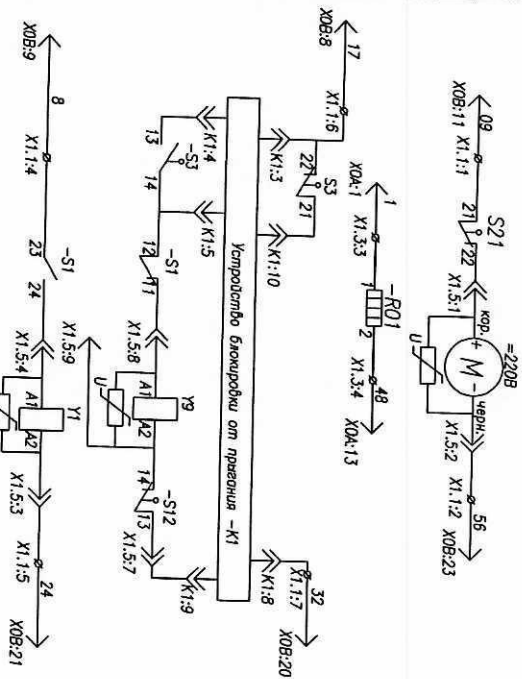 =220В
09
X0B:11
X1.1:1
S21
21
22
X1.5:1
кор.
+
M
-
черн.
X1.5:2
X1.1:2
56
X0B:23
U
1
X0A:1
X1.3:3
-R01
1
2
X1.3:4
48
X0A:13
17
X0B:8
X1.1:6
S3
22
21
K1:3
K1:10
Устройство блокировки от прыгания -K1
K1:8
32
X1.1:7
X0B:20
K1:4
K1:5
K1:9
13
-S3
14
-S1
12
11
X1.5:8
X1.5:9
U
A1
Y9
A2
14
-S12
13
X1.5:7
8
X0B:9
X1.1:4
-S1
23
24
X1.5:4
A1
Y1
A2
X1.5:3
X1.1:5
24
X0B:21